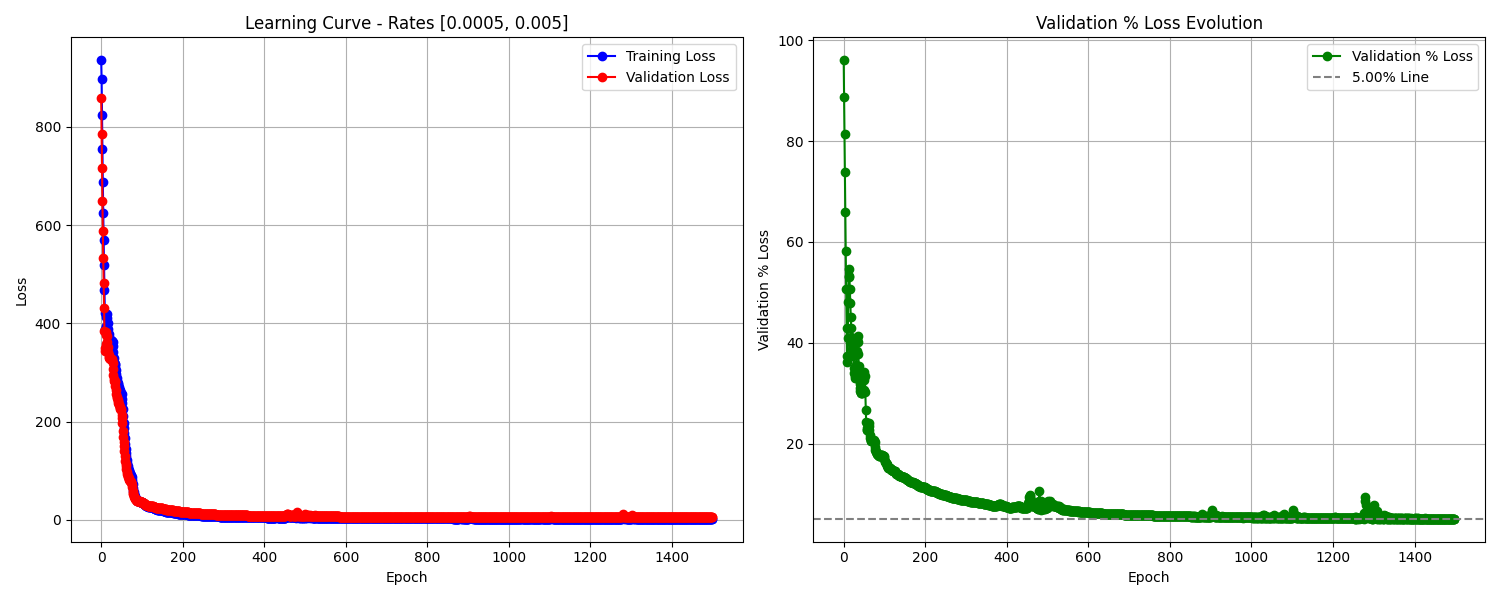 Learning Curve - Rates [0.0005, 0.005]
Training Loss
Validation Loss
Loss
800
600
400
200
0
0 200 400 600 800 1000 1200 1400
Epoch
Validation % Loss Evolution
Validation % Loss
5.00% Line
Validation % Loss
100
80
60
40
20
0 200 400 600 800 1000 1200 1400
Epoch